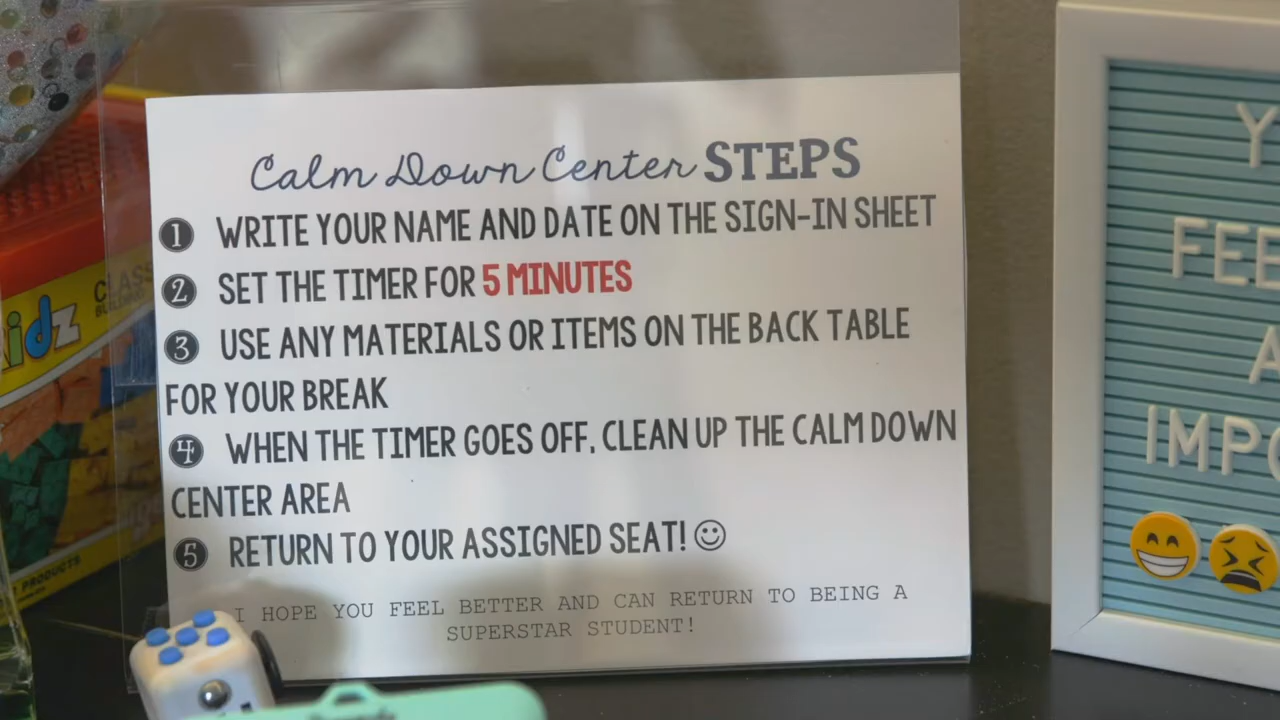 Calm Down Center STEPS
1 WRITE YOUR NAME AND DATE ON THE SIGN-IN SHEET
2 SET THE TIMER FOR 5 MINUTES
3 USE ANY MATERIALS OR ITEMS ON THE BACK TABLE
FOR YOUR BREAK
4 WHEN THE TIMER GOES OFF, CLEAN UP THE CALM DOWN
CENTER AREA
5 RETURN TO YOUR ASSIGNED SEAT! ☺
I HOPE YOU FEEL BETTER AND CAN RETURN TO BEING A
SUPERSTAR STUDENT!
Y
FEE
A
IMPO
CLASS
idz
PRODUCTS